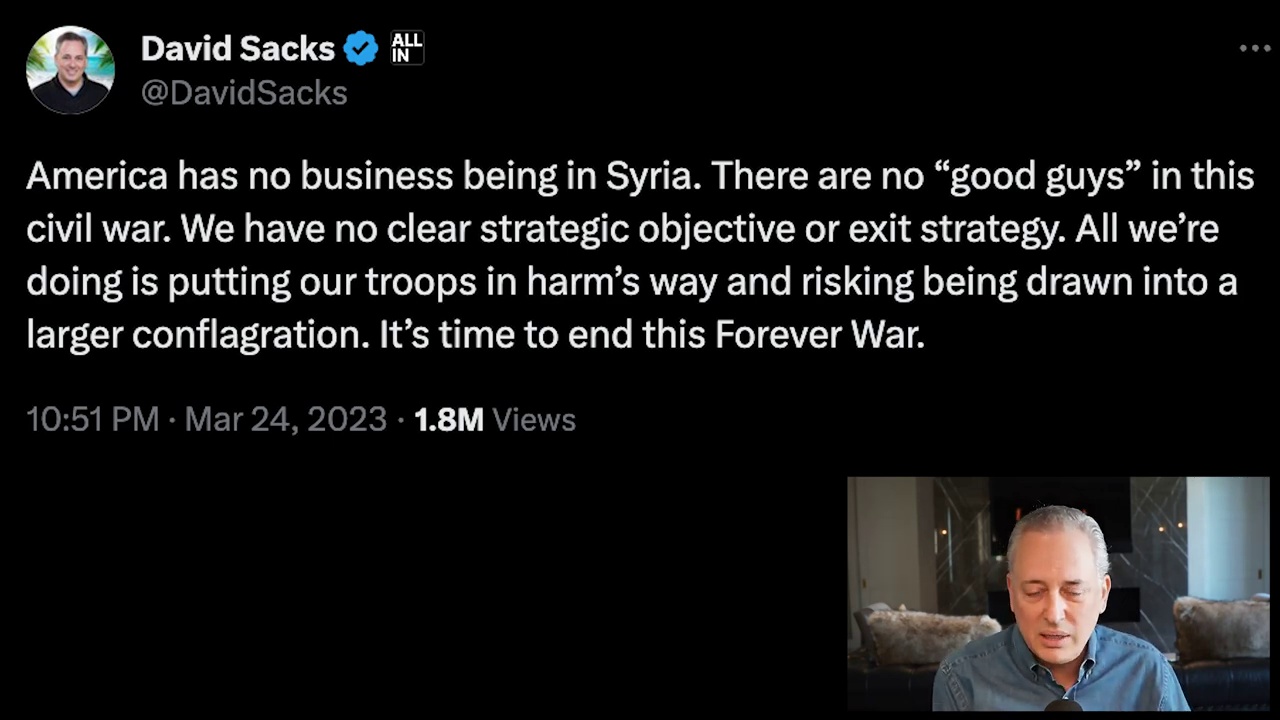 David Sacks ALL IN
@DavidSacks
America has no business being in Syria. There are no “good guys” in this
civil war. We have no clear strategic objective or exit strategy. All we’re
doing is putting our troops in harm’s way and risking being drawn into a
larger conflagration. It’s time to end this Forever War.
10:51 PM · Mar 24, 2023 · 1.8M Views